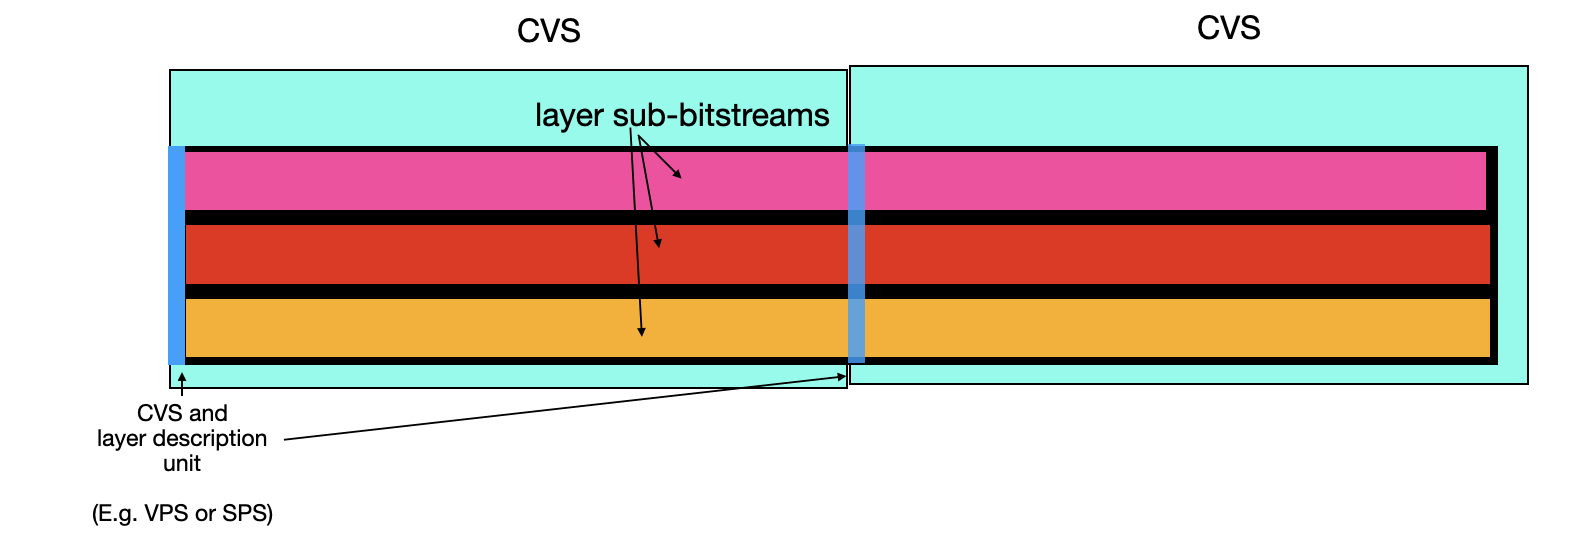 CVS
CVS
layer sub-bitstreams
CVS and
layer description
unit
(E.g. VPS or SPS)